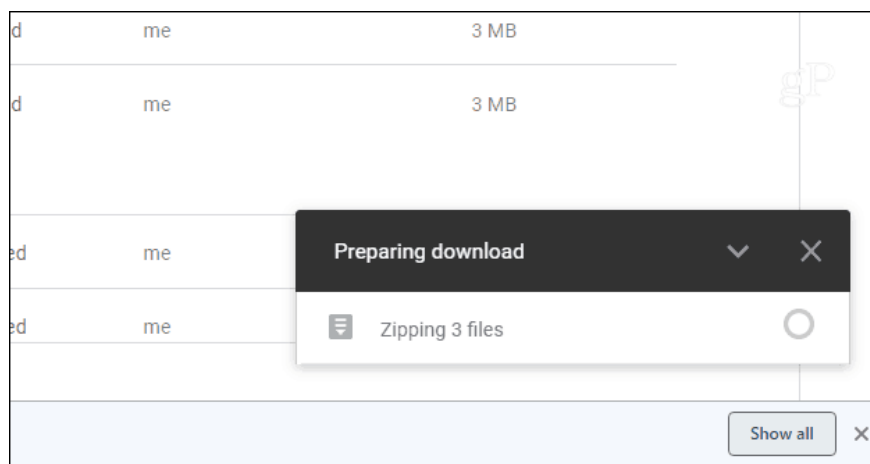 d me 3 MB
gP
d me 3 MB
ed me
Preparing download
ed me
Zipping 3 files
Show all